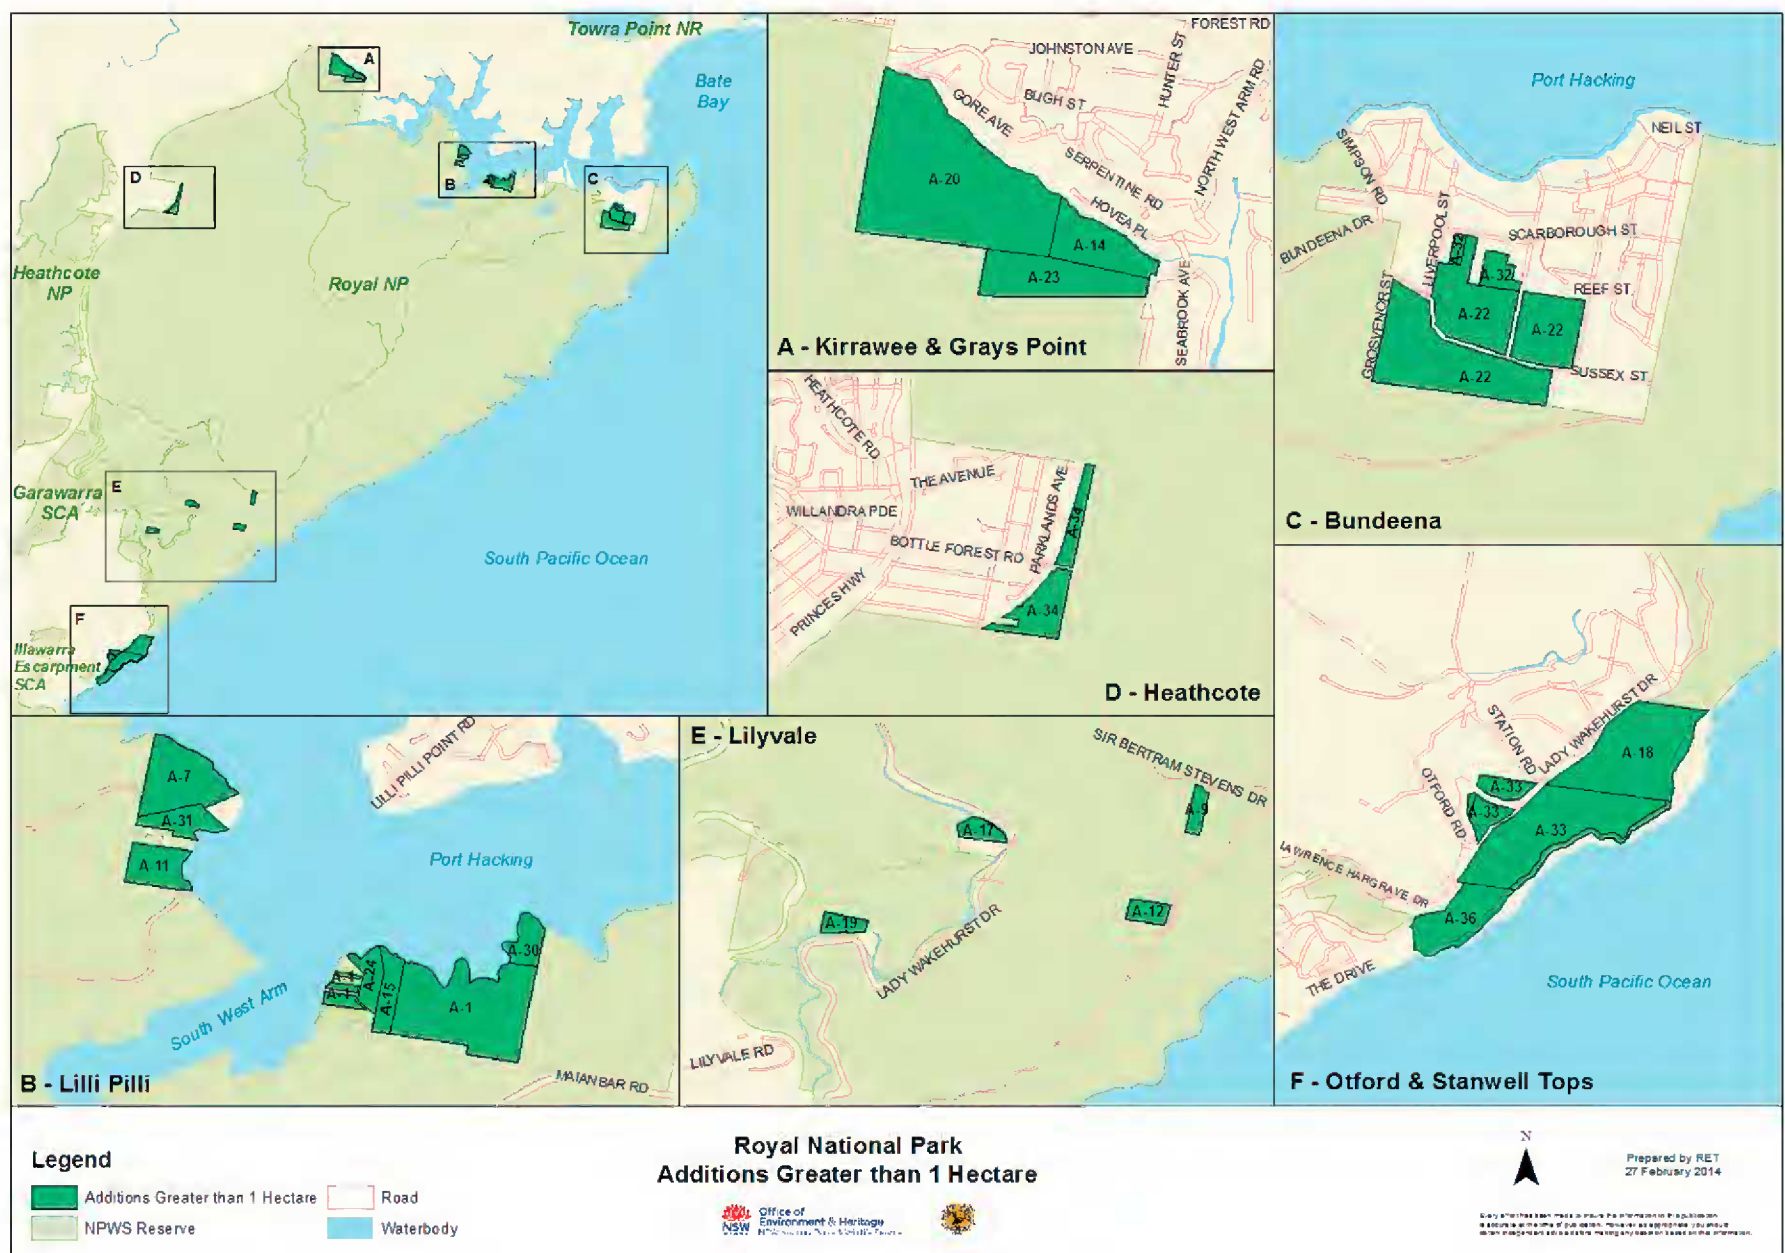 Towra Point NR
Bate
Bay
A
B
C
D
Heathcote
NP
Royal NP
Garawarra
SCA
E
South Pacific Ocean
F
Illawarra
Escarpment
SCA
FOREST RD
JOHNSTON AVE
HUNTER ST
NORTH WEST ARM RD
BLIGH ST
GORE AVE
SERPENTINE RD
HOVEA PL
SEABROOK AVE
A-20
A-14
A-23
A - Kirrawee & Grays Point
Port Hacking
NEIL ST
SIMPSON RD
BUNDEENA DR
LIVERPOOL ST
SCARBOROUGH ST
GROSVENOR ST
REEF ST
SUSSEX ST
A-32
A-32
A-22
A-22
A-22
C - Bundeena
HEATHCOTE RD
THE AVENUE
WILLANDRA PDE
PARKLANDS AVE
BOTTLE FOREST RD
PRINCES HWY
A-34
A-34
D - Heathcote
LILLI PILLI POINT RD
A-7
A-31
A-11
Port Hacking
A-30
A-24
A-15
A-1
South West Arm
MAIANBAR RD
B - Lilli Pilli
E - Lilyvale
SIR BERTRAM STEVENS DR
A-17
A-9
A-19
A-12
LADY WAKEHURST DR
LILYVALE RD
STATION RD
LADY WAKEHURST DR
OTFORD RD
A-18
A-33
A-33
A-33
LAWRENCE HARGRAVE DR
A-36
THE DRIVE
South Pacific Ocean
F - Otford & Stanwell Tops
Legend
Additions Greater than 1 Hectare
Road
NPWS Reserve
Waterbody
Royal National Park
Additions Greater than 1 Hectare
NSW
Office of
Environment & Heritage
N
Prepared by RET
27 February 2014